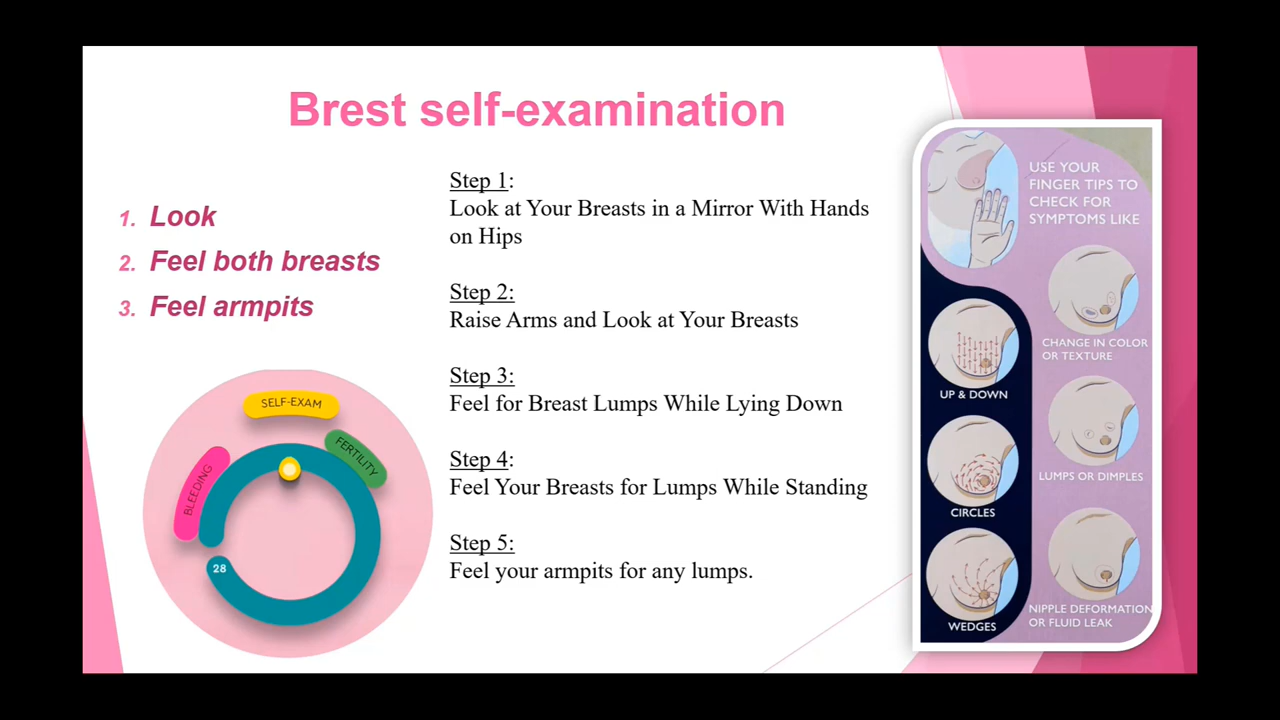 Brest self-examination
1. Look
2. Feel both breasts
3. Feel armpits
SELF-EXAM
FERTILITY
BLEEDING
28
Step 1:
Look at Your Breasts in a Mirror With Hands
on Hips
Step 2:
Raise Arms and Look at Your Breasts
Step 3:
Feel for Breast Lumps While Lying Down
Step 4:
Feel Your Breasts for Lumps While Standing
Step 5:
Feel your armpits for any lumps.
USE YOUR
FINGER TIPS TO
CHECK FOR
SYMPTOMS LIKE
UP & DOWN
CIRCLES
WEDGES
CHANGE IN COLOR
OR TEXTURE
LUMPS OR DIMPLES
NIPPLE DEFORMATION
OR FLUID LEAK